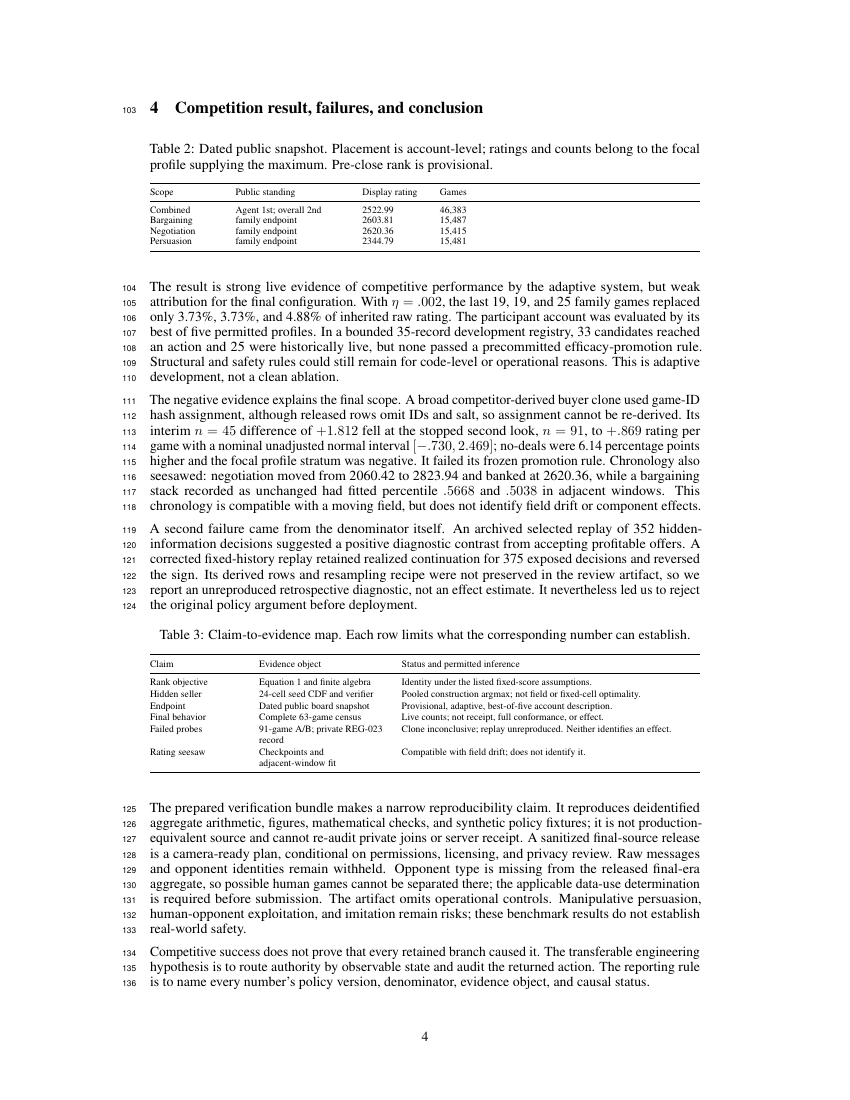 103 4 Competition result, failures, and conclusion
Table 2: Dated public snapshot. Placement is account-level; ratings and counts belong to the focal
profile supplying the maximum. Pre-close rank is provisional.
Scope Public standing Display rating Games
Combined Agent 1st; overall 2nd 2522.99 46,383
Bargaining family endpoint 2603.81 15,487
Negotiation family endpoint 2620.36 15,415
Persuasion family endpoint 2344.79 15,481
104 The result is strong live evidence of competitive performance by the adaptive system, but weak
105 attribution for the final configuration. With η = .002, the last 19, 19, and 25 family games replaced
106 only 3.73%, 3.73%, and 4.88% of inherited raw rating. The participant account was evaluated by its
107 best of five permitted profiles. In a bounded 35-record development registry, 33 candidates reached
108 an action and 25 were historically live, but none passed a precommitted efficacy-promotion rule.
109 Structural and safety rules could still remain for code-level or operational reasons. This is adaptive
110 development, not a clean ablation.
111 The negative evidence explains the final scope. A broad competitor-derived buyer clone used game-ID
112 hash assignment, although released rows omit IDs and salt, so assignment cannot be re-derived. Its
113 interim n = 45 difference of +1.812 fell at the stopped second look, n = 91, to +.869 rating per
114 game with a nominal unadjusted normal interval [−.730, 2.469]; no-deals were 6.14 percentage points
115 higher and the focal profile stratum was negative. It failed its frozen promotion rule. Chronology also
116 seesawed: negotiation moved from 2060.42 to 2823.94 and banked at 2620.36, while a bargaining
117 stack recorded as unchanged had fitted percentile .5668 and .5038 in adjacent windows. This
118 chronology is compatible with a moving field, but does not identify field drift or component effects.
119 A second failure came from the denominator itself. An archived selected replay of 352 hidden-
120 information decisions suggested a positive diagnostic contrast from accepting profitable offers. A
121 corrected fixed-history replay retained realized continuation for 375 exposed decisions and reversed
122 the sign. Its derived rows and resampling recipe were not preserved in the review artifact, so we
123 report an unreproduced retrospective diagnostic, not an effect estimate. It nevertheless led us to reject
124 the original policy argument before deployment.
Table 3: Claim-to-evidence map. Each row limits what the corresponding number can establish.
Claim Evidence object Status and permitted inference
Rank objective Equation 1 and finite algebra Identity under the listed fixed-score assumptions.
Hidden seller 24-cell seed CDF and verifier Pooled construction argmax; not field or fixed-cell optimality.
Endpoint Dated public board snapshot Provisional, adaptive, best-of-five account description.
Final behavior Complete 63-game census Live counts; not receipt, full conformance, or effect.
Failed probes 91-game A/B; private REG-023 Clone inconclusive; replay unreproduced. Neither identifies an effect.
record
Rating seesaw Checkpoints and Compatible with field drift; does not identify it.
adjacent-window fit
125 The prepared verification bundle makes a narrow reproducibility claim. It reproduces deidentified
126 aggregate arithmetic, figures, mathematical checks, and synthetic policy fixtures; it is not production-
127 equivalent source and cannot re-audit private joins or server receipt. A sanitized final-source release
128 is a camera-ready plan, conditional on permissions, licensing, and privacy review. Raw messages
129 and opponent identities remain withheld. Opponent type is missing from the released final-era
130 aggregate, so possible human games cannot be separated there; the applicable data-use determination
131 is required before submission. The artifact omits operational controls. Manipulative persuasion,
132 human-opponent exploitation, and imitation remain risks; these benchmark results do not establish
133 real-world safety.
134 Competitive success does not prove that every retained branch caused it. The transferable engineering
135 hypothesis is to route authority by observable state and audit the returned action. The reporting rule
136 is to name every number's policy version, denominator, evidence object, and causal status.
4